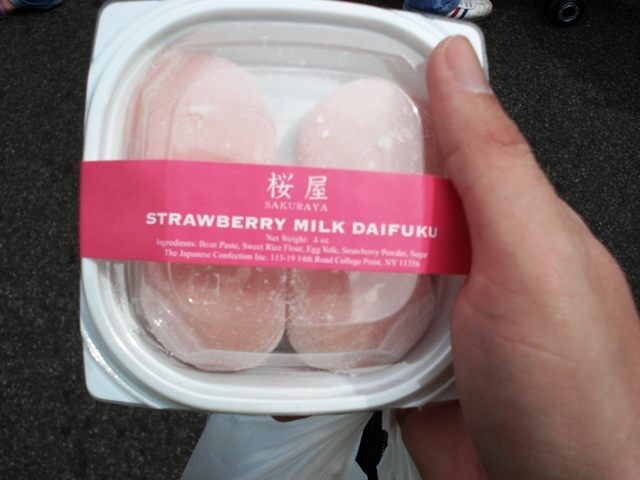 桜屋
SAKURAYA
STRAWBERRY MILK DAIFUKU
Net Weight: 4 oz.
Ingredients: Bean Paste, Sweet Rice Flour, Egg Yolk, Strawberry Powder, Sugar
The Japanese Confection Inc. 113-19 14th Road College Point, NY 11356